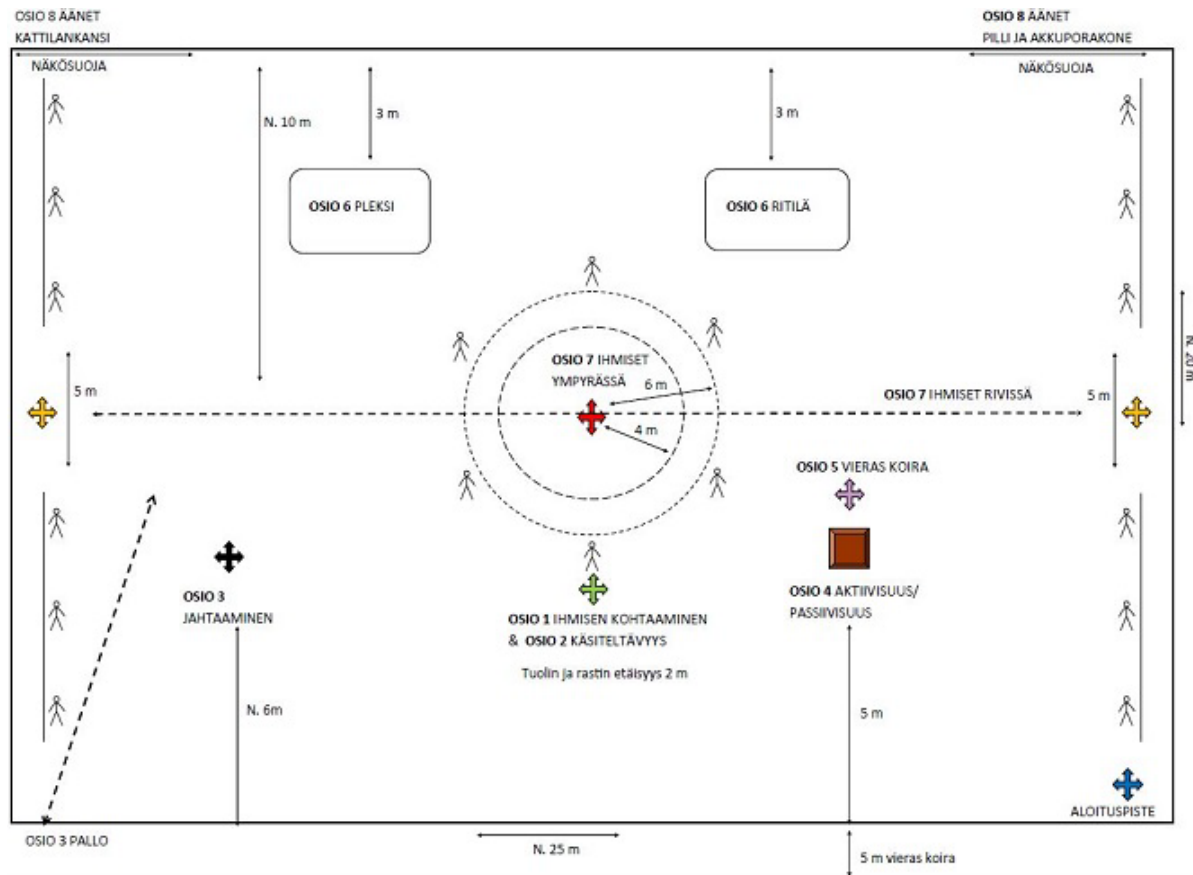 OSIO 8 ÄÄNET
KATTILANKANSI
OSIO 8 ÄÄNET
PILLI JA AKKUPORAKONE
NÄKÖSUOJA
NÄKÖSUOJA
N. 10 m
3 m
3 m
OSIO 6 PLEKSI
OSIO 6 RITILÄ
OSIO 7 IHMISET
YMPYRÄSSÄ
6 m
4 m
OSIO 7 IHMISET RIVISSÄ
5 m
5 m
N. 20 m
OSIO 5 VIERAS KOIRA
OSIO 3
JAHTAAMINEN
OSIO 1 IHMISEN KOHTAAMINEN
& OSIO 2 KÄSITELTÄVYYS
Tuolin ja rastin etäisyys 2 m
OSIO 4 AKTIIVISUUS/
PASSIIVISUUS
N. 6m
5 m
ALOITUSPISTE
OSIO 3 PALLO
N. 25 m
5 m vieras koira